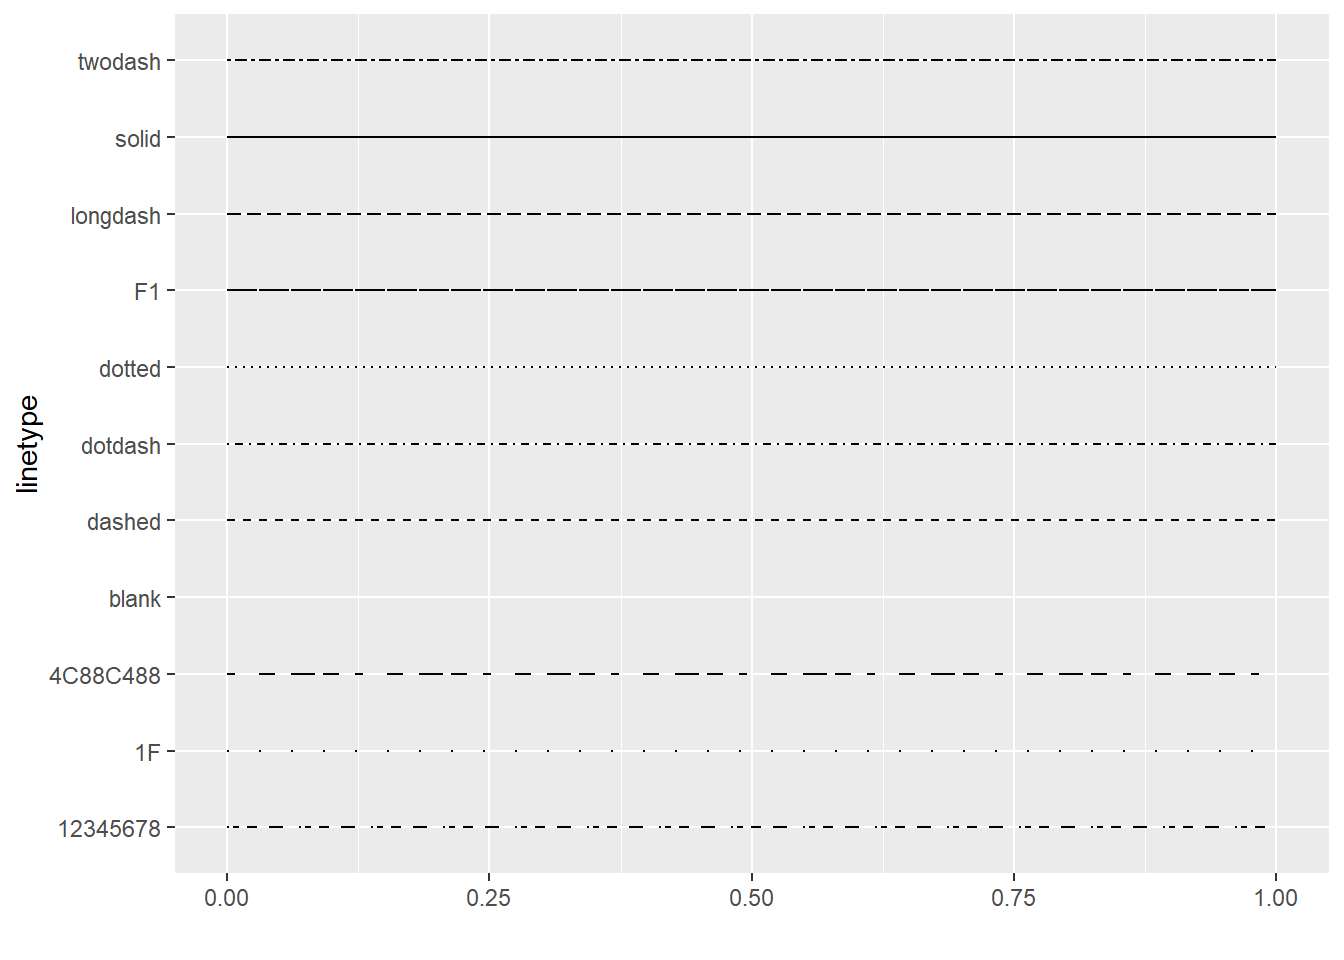 twodash
solid
longdash
F1
dotted
dotdash
dashed
blank
4C88C488
1F
12345678
linetype
0.00 0.25 0.50 0.75 1.00